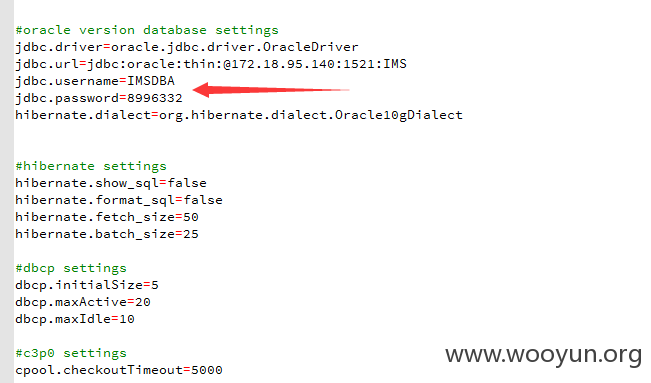 #oracle version database settings
jdbc.driver=oracle.jdbc.driver.OracleDriver
jdbc.url=jdbc:oracle:thin:@172.18.95.140:1521:IMS
jdbc.username=IMSDBA
jdbc.password=8996332
hibernate.dialect=org.hibernate.dialect.Oracle10gDialect
#hibernate settings
hibernate.show_sql=false
hibernate.format_sql=false
hibernate.fetch_size=50
hibernate.batch_size=25
#dbcp settings
dbcp.initialSize=5
dbcp.maxActive=20
dbcp.maxIdle=10
#c3p0 settings
cpool.checkoutTimeout=5000
www.wooyun.org